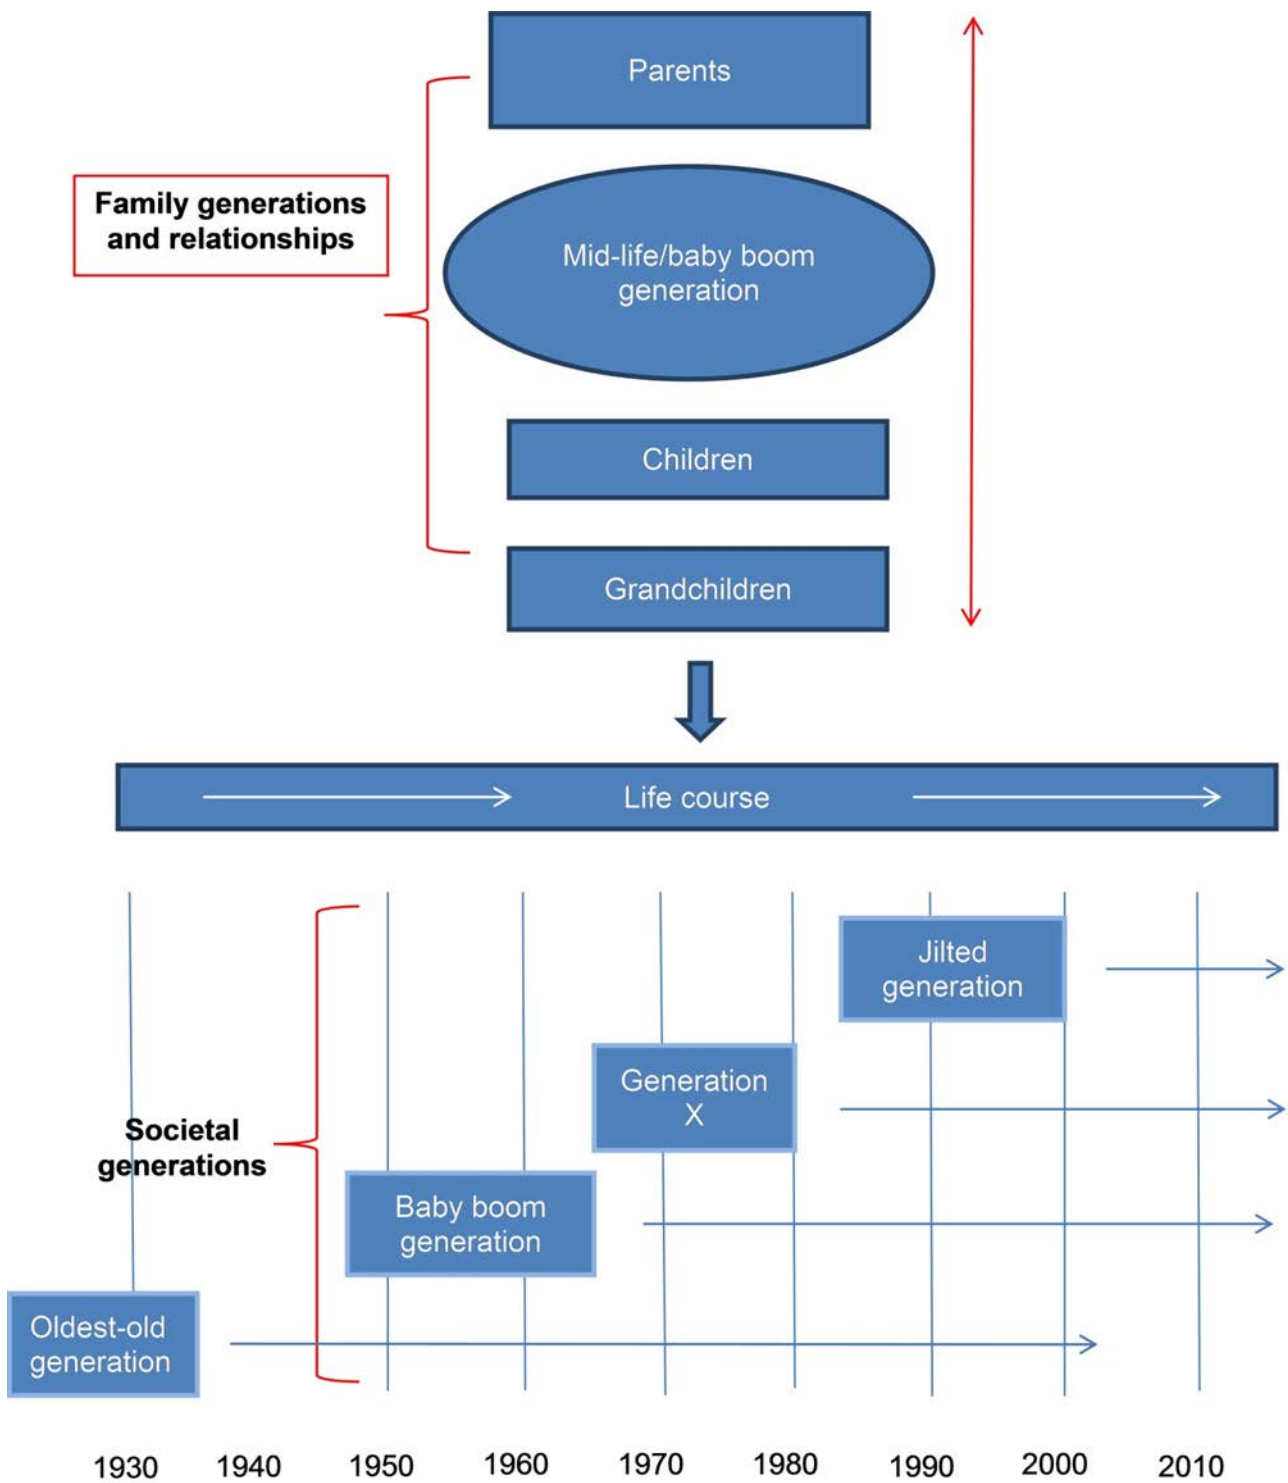 Parents
Family generations
and relationships
Mid-life/baby boom
generation
Children
Grandchildren
Life course
Jilted
generation
Generation
X
Societal
generations
Baby boom
generation
Oldest-old
generation
1930 1940 1950 1960 1970 1980 1990 2000 2010